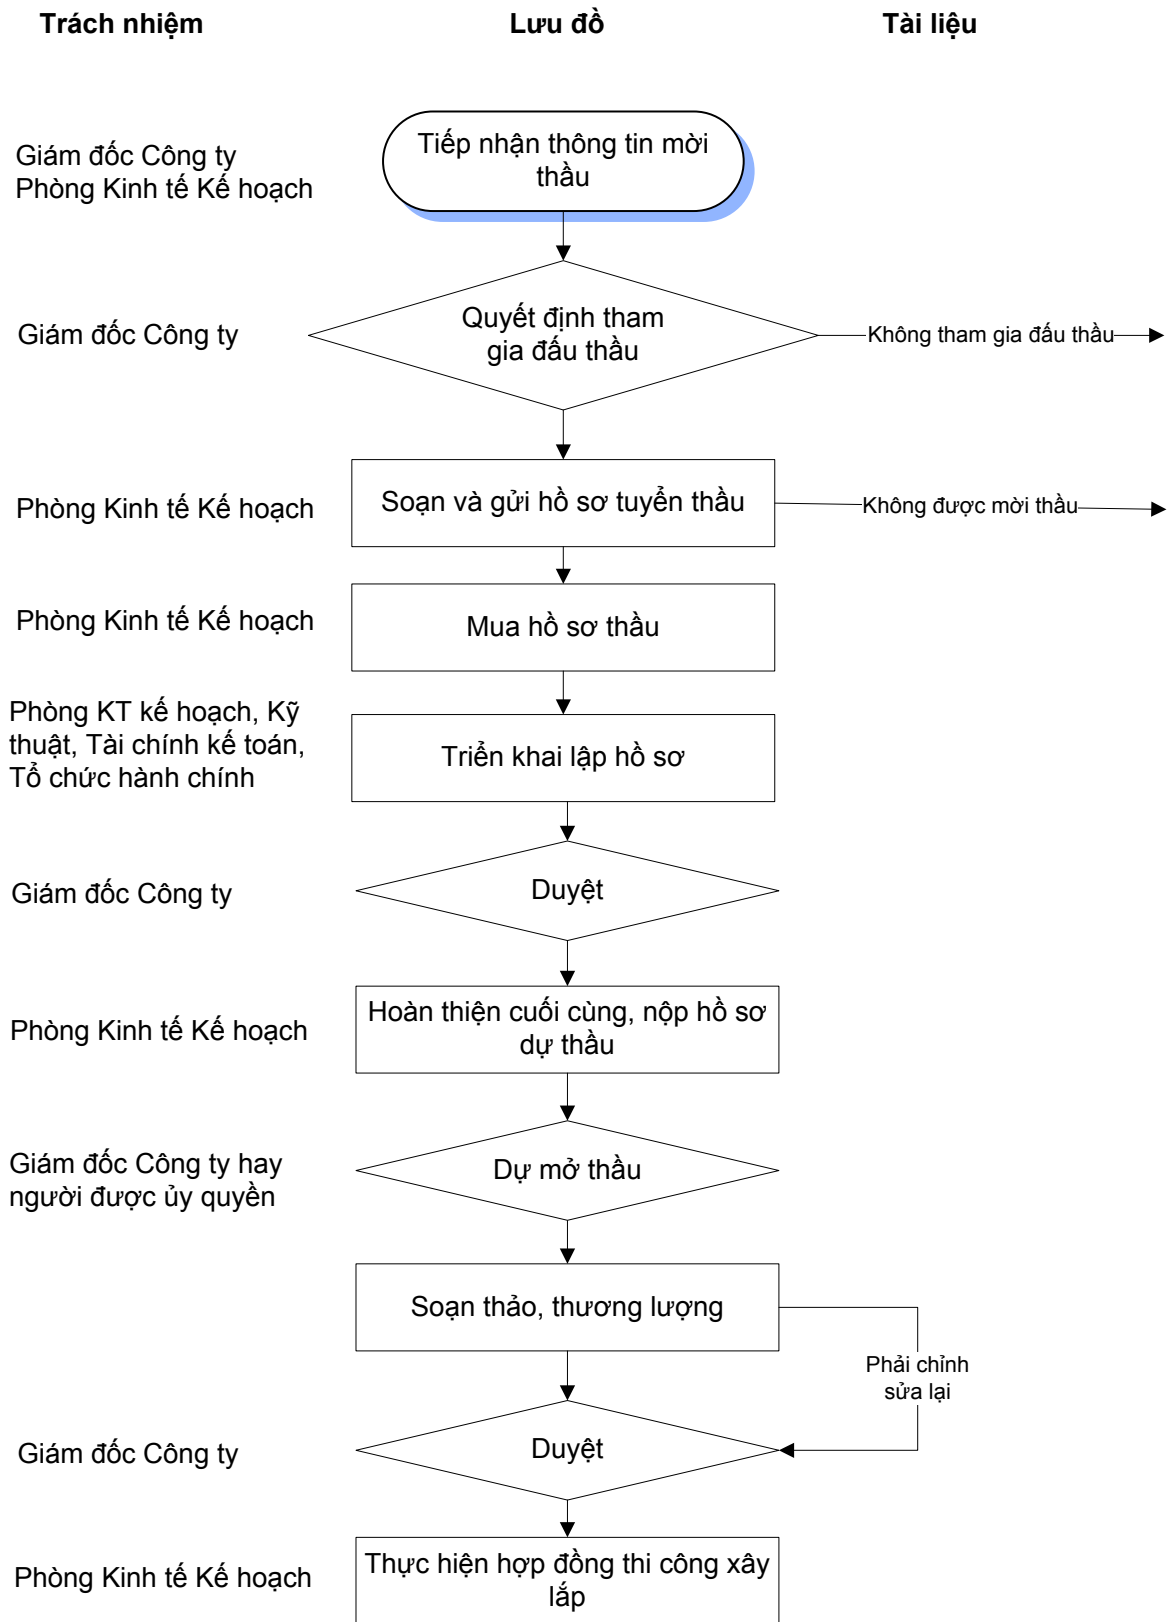 Trách nhiệm
Lưu đồ
Tài liệu
Giám đốc Công ty
Phòng Kinh tế Kế hoạch
Tiếp nhận thông tin mời
thầu
Giám đốc Công ty
Quyết định tham
gia đấu thầu
Không tham gia đấu thầu
Phòng Kinh tế Kế hoạch
Soạn và gửi hồ sơ tuyển thầu
Không được mời thầu
Phòng Kinh tế Kế hoạch
Mua hồ sơ thầu
Phòng KT kế hoạch, Kỹ
thuật, Tài chính kế toán,
Tổ chức hành chính
Triển khai lập hồ sơ
Giám đốc Công ty
Duyệt
Phòng Kinh tế Kế hoạch
Hoàn thiện cuối cùng, nộp hồ sơ
dự thầu
Giám đốc Công ty hay
người được ủy quyền
Dự mở thầu
Soạn thảo, thương lượng
Phải chỉnh
sửa lại
Giám đốc Công ty
Duyệt
Phòng Kinh tế Kế hoạch
Thực hiện hợp đồng thi công xây
lắp